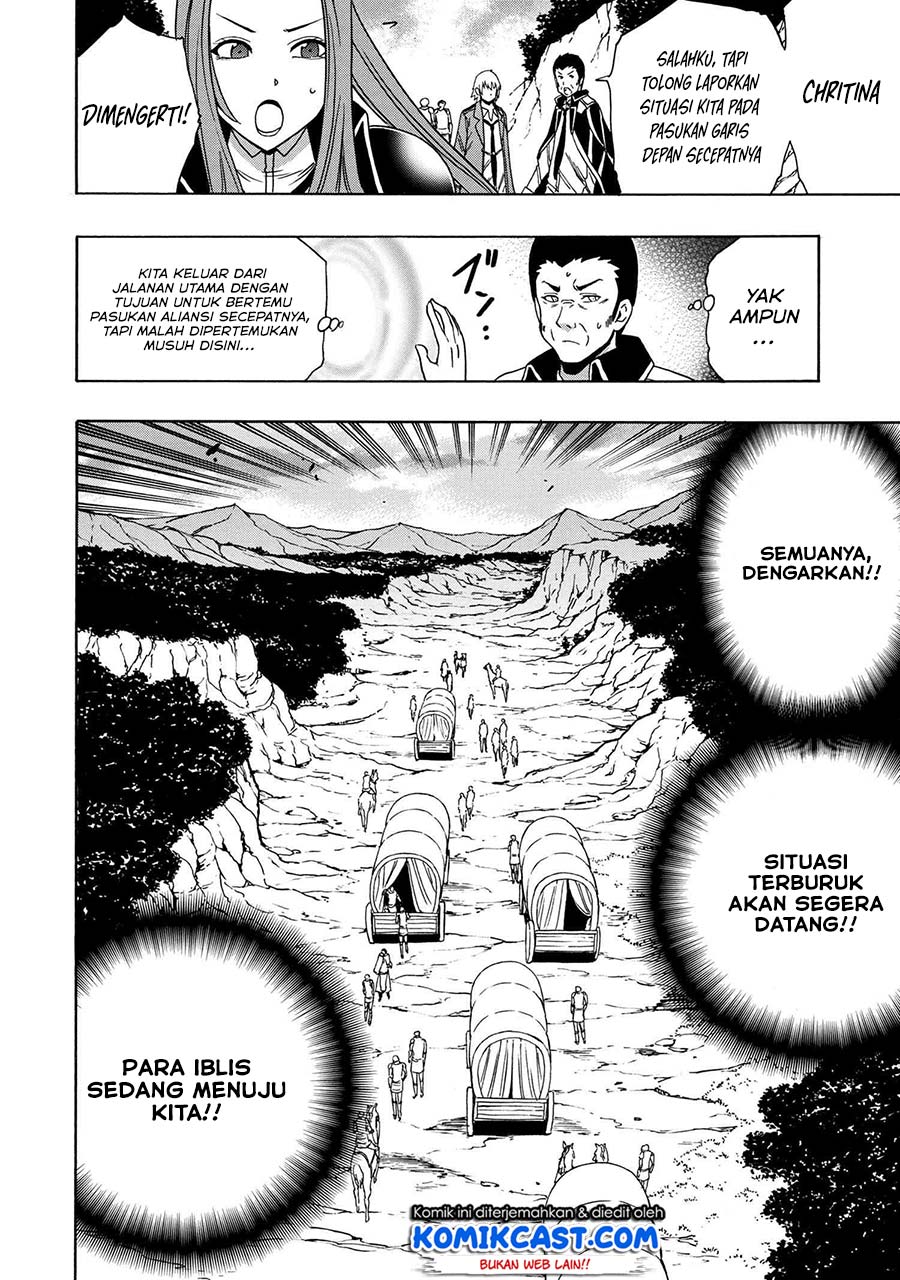 CHRITINA
SALAHKU, TAPI
TOLONG LAPORKAN
SITUASI KITA PADA
PASUKAN GARIS
DEPAN SECEPATNYA
DIMENGERTI!
YAK
AMPUN
...
KITA KELUAR DARI
JALANAN UTAMA DENGAN
TUJUAN UNTUK BERTEMU
PASUKAN ALIANSI SECEPATNYA,
TAPI MALAH DIPERTEMUKAN
MUSUH DISINI...
SEMUANYA,
DENGARKAN!!
SITUASI
TERBURUK
AKAN SEGERA
DATANG!!
PARA IBLIS
SEDANG MENUJU
KITA!!
Komik ini diterjemahkan & diedit oleh
KOMIKCAST.COM
BUKAN WEB LAIN!!